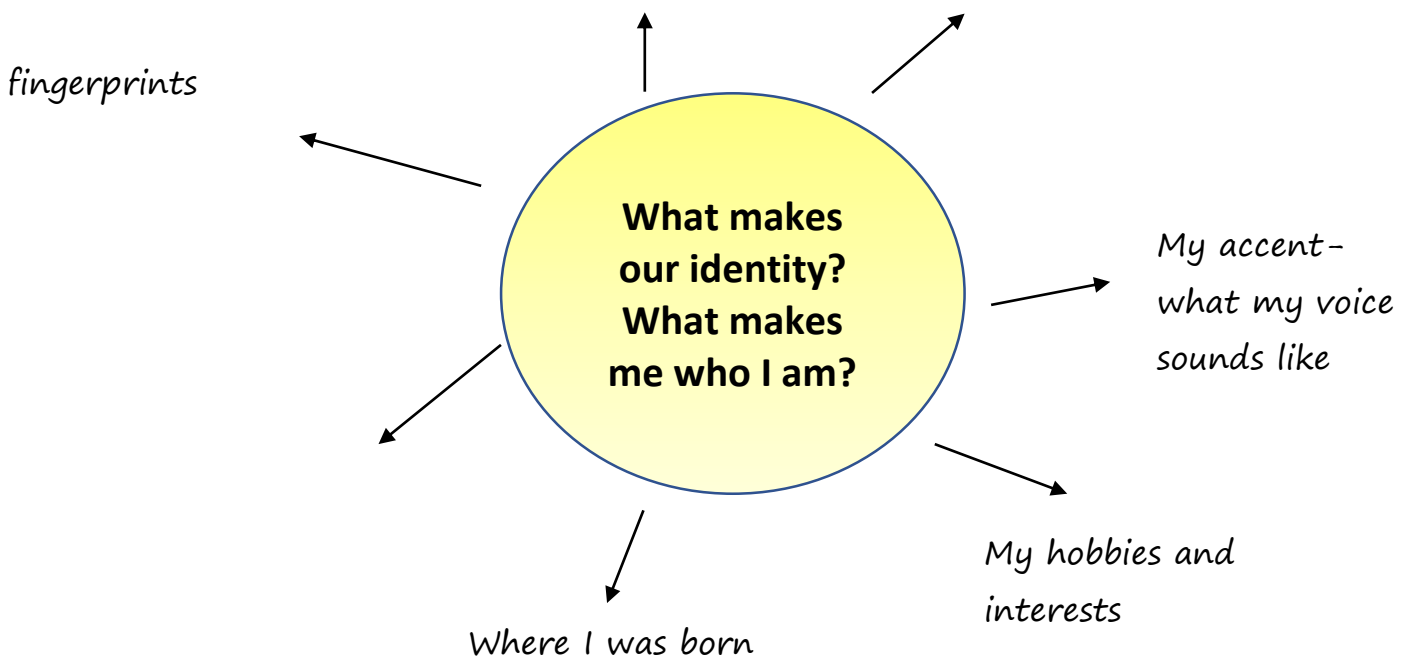 fingerprints
What makes
our identity?
What makes
me who I am?
My accent-
what my voice
sounds like
My hobbies and
interests
Where I was born